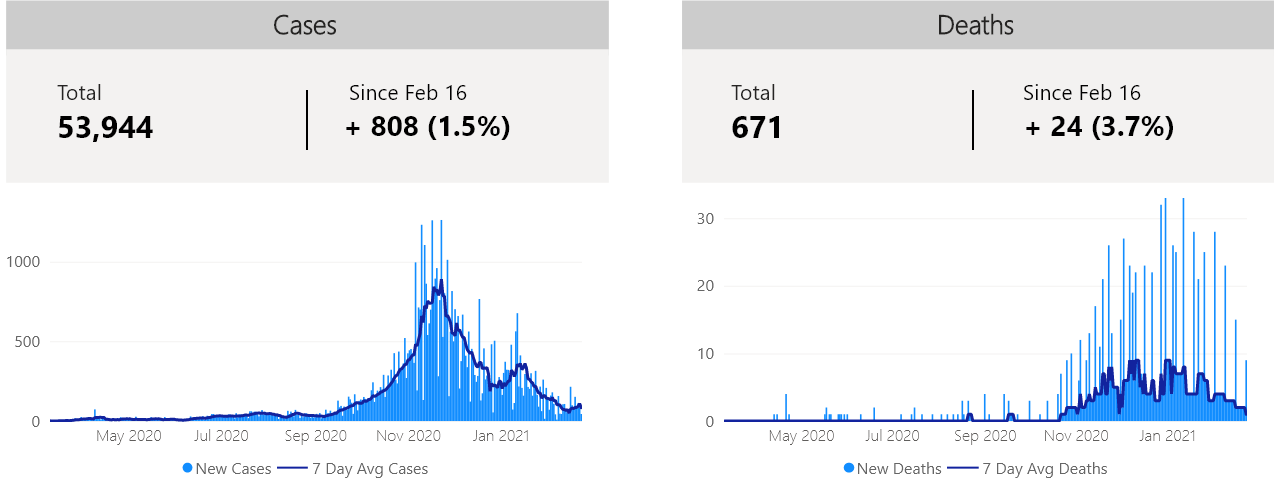 Cases
Total
53,944
Since Feb 16
+ 808 (1.5%)
1000
500
0
May 2020 Jul 2020 Sep 2020 Nov 2020 Jan 2021
New Cases 7 Day Avg Cases
Deaths
Total
671
Since Feb 16
+ 24 (3.7%)
30
20
10
0
May 2020 Jul 2020 Sep 2020 Nov 2020 Jan 2021
New Deaths 7 Day Avg Deaths